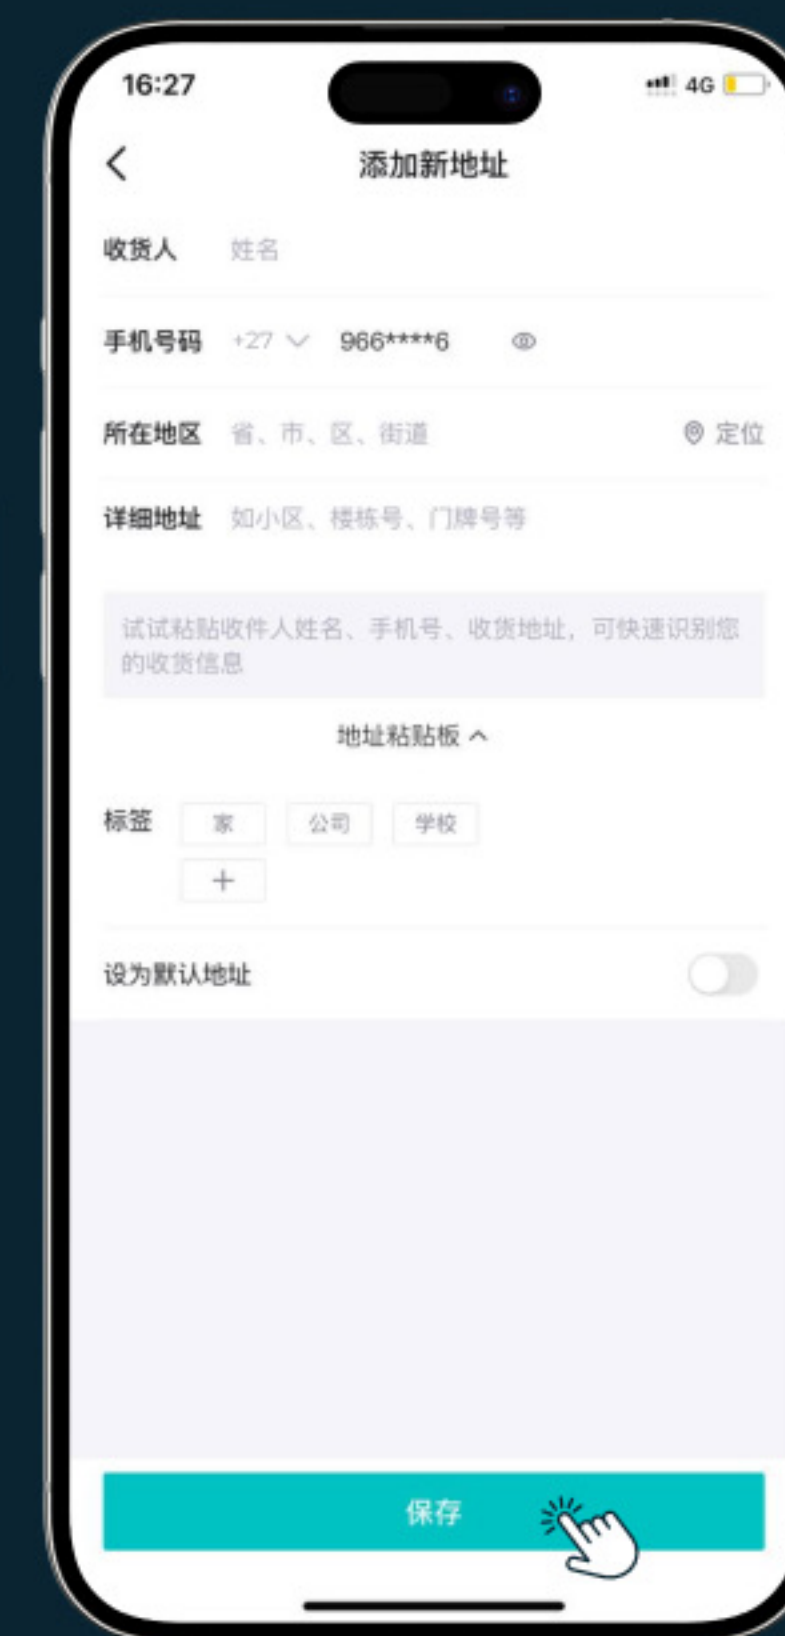 16:27
4G
添加新地址
收货人 姓名
手机号码 +27 966****6
所在地区 省、市、区、街道 定位
详细地址 如小区、楼栋号、门牌号等
试试粘贴收件人姓名、手机号、收货地址，可快速识别您
的收货信息
地址粘贴板
标签 家 公司 学校
+
设为默认地址
保存